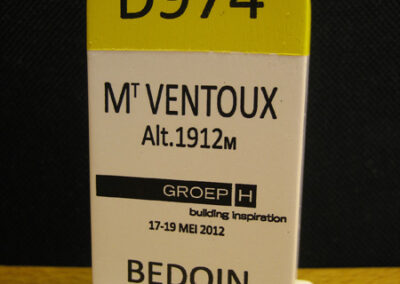 D974
MT VENTOUX
Alt.1912M
GROEP H
building inspiration
17-19 MEI 2012
BEDOIN